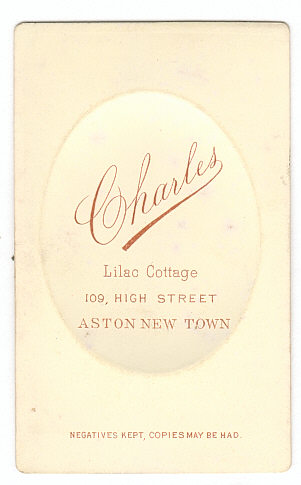 Charles
Lilac Cottage
109, HIGH STREET
ASTON NEW TOWN
NEGATIVES KEPT, COPIES MAY BE HAD.